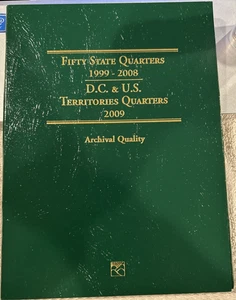 FIFTY STATE QUARTERS
1999 - 2008
D.C. & U.S.
TERRITORIES QUARTERS
2009
Archival Quality